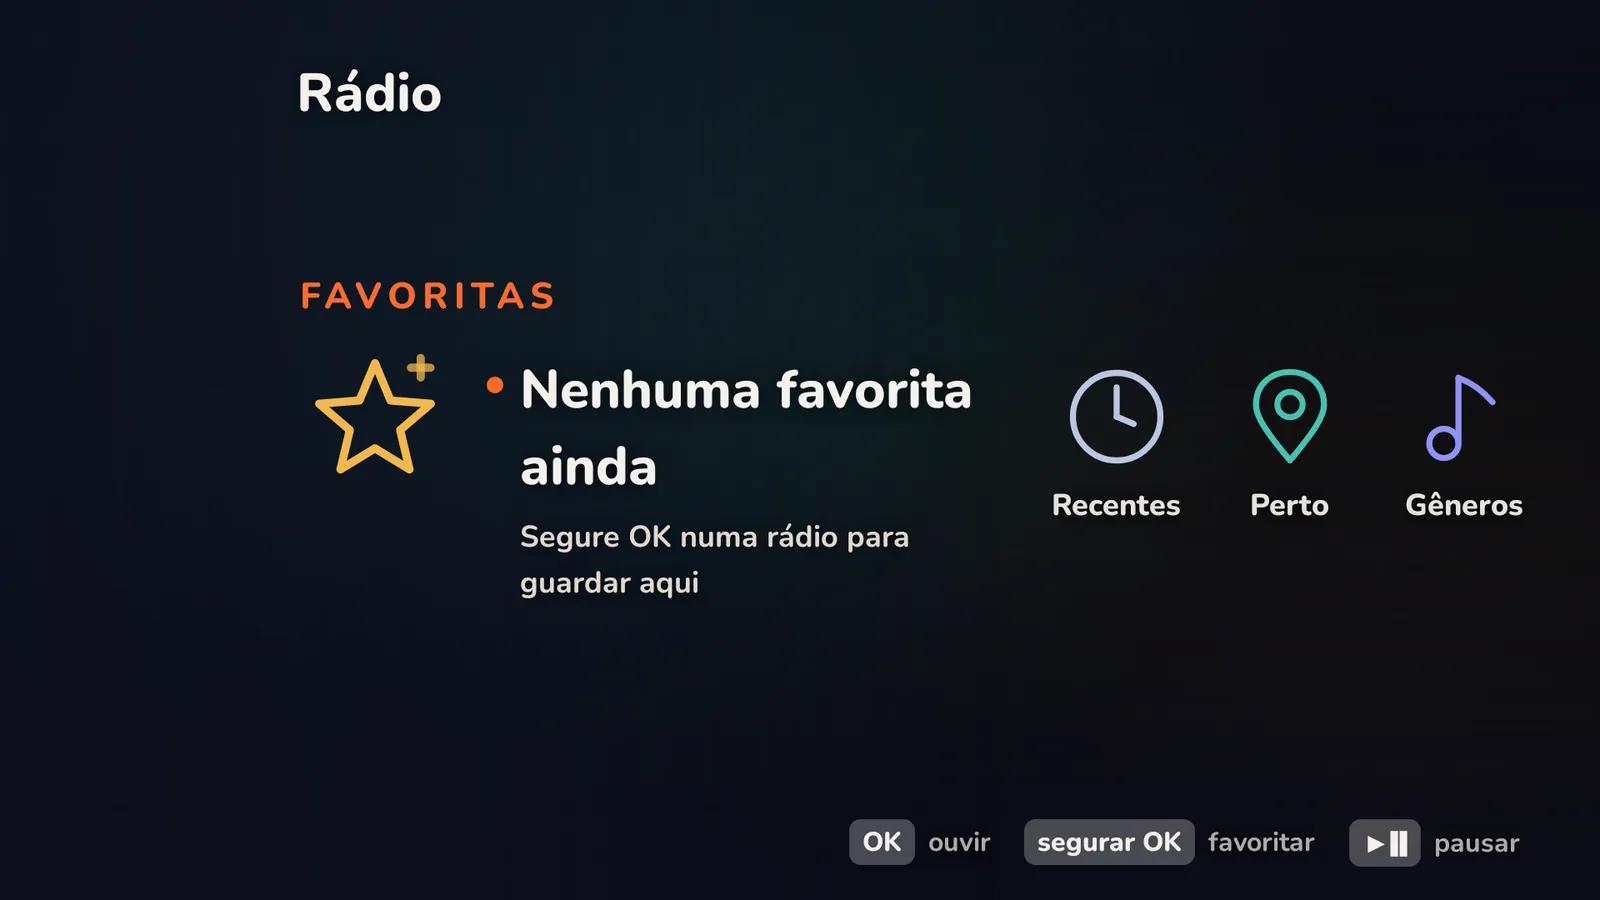 Rádio
FAVORITAS
Nenhuma favorita
ainda
Segure OK numa rádio para
guardar aqui
Recentes
Perto
Gêneros
OK ouvir
segurar OK favoritar
pausar